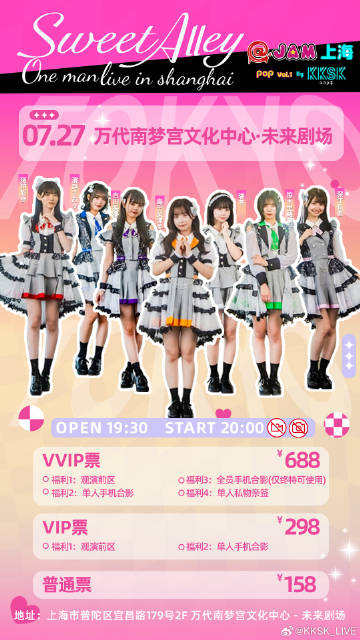 Sweet Alley
One man live in shanghai
@JAM 上海
POP Vol.1 By KKSK
07.27 万代南梦宫文化中心·未来剧场
TOKYO
OPEN 19:30 START 20:00
VVIP票 ¥688
福利1：观演前区 福利3：全员手机合影(仅终特可使用)
福利2：单人手机合影 福利4：单人私物亲签
VIP票 ¥298
福利1：观演前区 福利2：单人手机合影
普通票 ¥158
地址：上海市普陀区宜昌路179号2F 万代南梦宫文化中心 - 未来剧场
@KKSK_LIVE